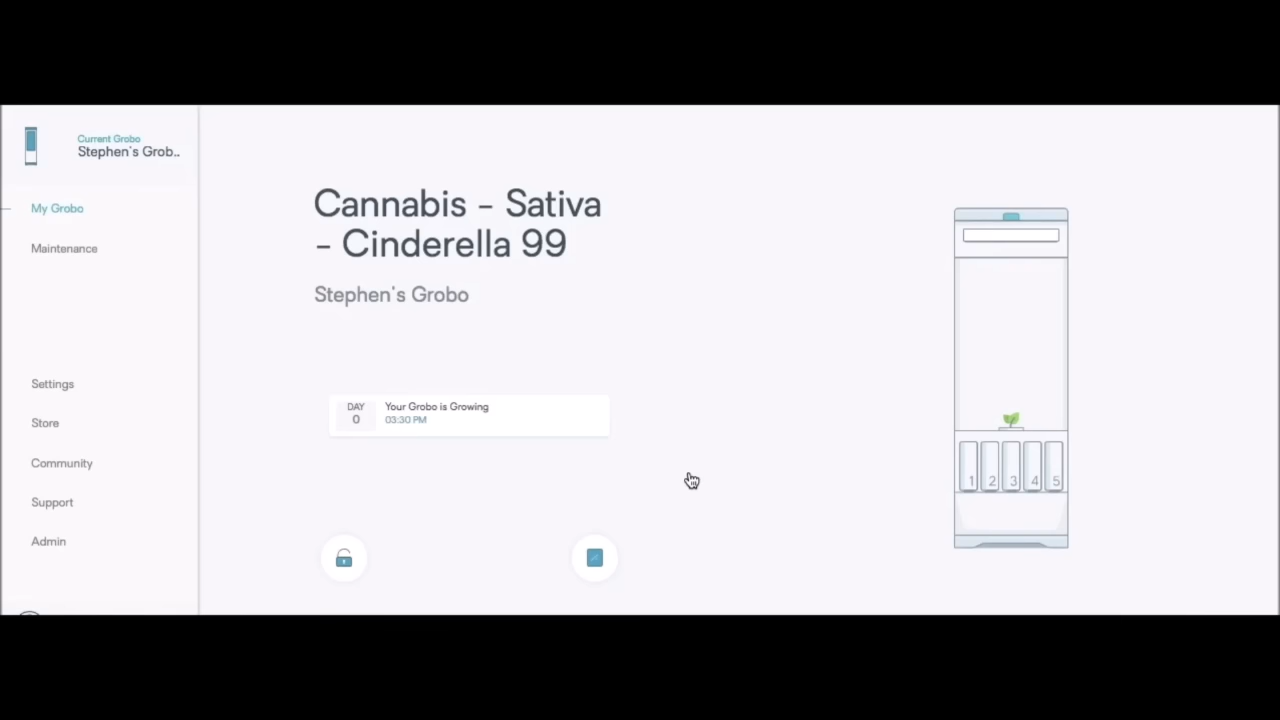 Current Grobo
Stephen's Grob..
My Grobo
Maintenance
Settings
Store
Community
Support
Admin
Cannabis - Sativa
- Cinderella 99
Stephen's Grobo
DAY
0
Your Grobo is Growing
03:30 PM
1 2 3 4 5